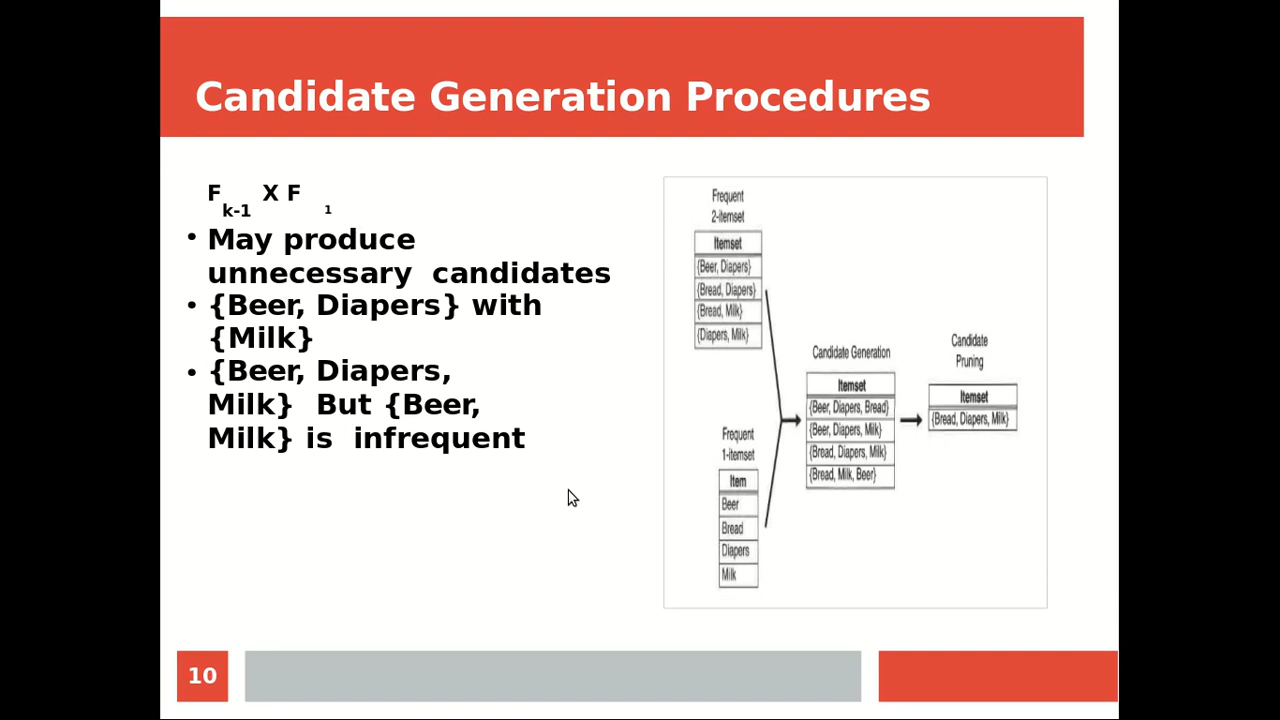 Candidate Generation Procedures
F k-1 X F 1
• May produce
unnecessary candidates
• {Beer, Diapers} with
{Milk}
• {Beer, Diapers,
Milk} But {Beer,
Milk} is infrequent
Frequent
2-itemset
Itemset
{Beer, Diapers}
{Bread, Diapers}
{Bread, Milk}
{Diapers, Milk}
Frequent
1-itemset
Item
Beer
Bread
Diapers
Milk
Candidate Generation
Itemset
{Beer, Diapers, Bread}
{Beer, Diapers, Milk}
{Bread, Diapers, Milk}
{Bread, Milk, Beer}
Candidate
Pruning
Itemset
{Bread, Diapers, Milk}
10